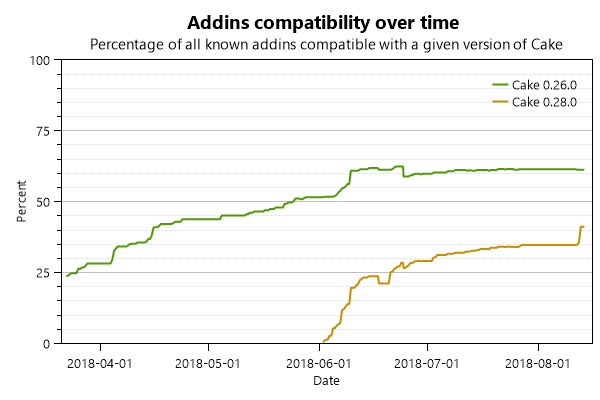 Addins compatibility over time
Percentage of all known addins compatible with a given version of Cake
100
75
50
25
0
Percent
Cake 0.26.0
Cake 0.28.0
2018-04-01
2018-05-01
2018-06-01
2018-07-01
2018-08-01
Date